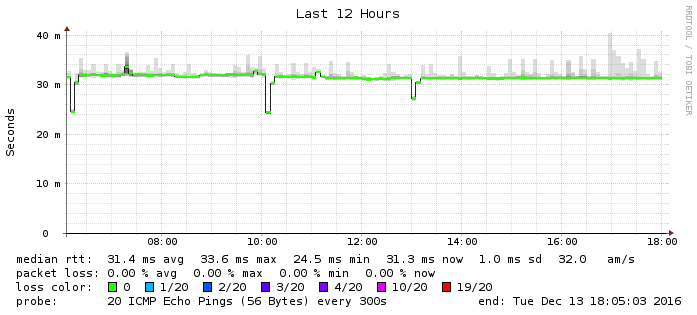 Last 12 Hours
RRDTOOL / TOBI OETIKER
Seconds
40 m
30 m
20 m
10 m
0
08:00 10:00 12:00 14:00 16:00 18:00
median rtt: 31.4 ms avg 33.6 ms max 24.5 ms min 31.3 ms now 1.0 ms sd 32.0 am/s
packet loss: 0.00 % avg 0.00 % max 0.00 % min 0.00 % now
loss color: 0 1/20 2/20 3/20 4/20 10/20 19/20
probe: 20 ICMP Echo Pings (56 Bytes) every 300s end: Tue Dec 13 18:05:03 2016